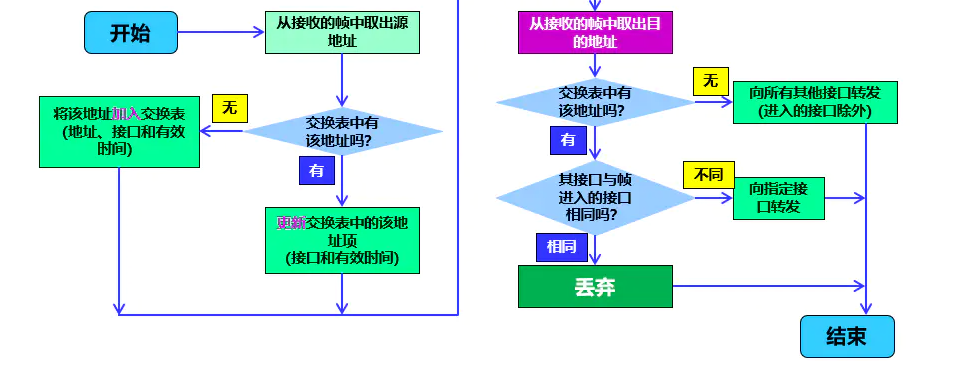 开始
从接收的帧中取出源
地址
无
将该地址加入交换表
(地址、接口和有效
时间)
交换表中有
该地址吗?
有
更新交换表中的该地
址项
(接口和有效时间)
从接收的帧中取出目
的地址
交换表中有
该地址吗?
无
向所有其他接口转发
(进入的接口除外)
有
其接口与帧
进入的接口
相同吗?
不同
向指定接
口转发
相同
丢弃
结束